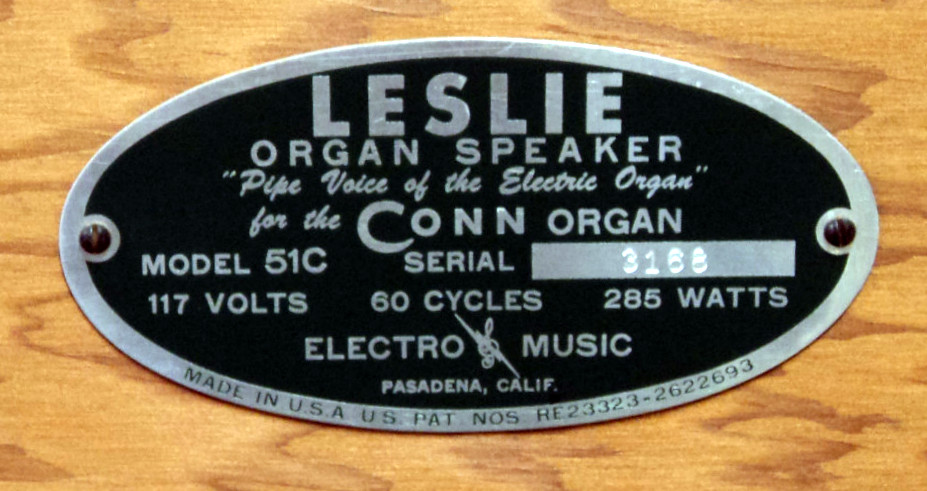 LESLIE
ORGAN SPEAKER
"Pipe Voice of the Electric Organ"
for the CONN ORGAN
MODEL 51C SERIAL 3168
117 VOLTS 60 CYCLES 285 WATTS
ELECTRO MUSIC
PASADENA, CALIF.
MADE IN U.S.A U.S. PAT NOS RE23323-2622693